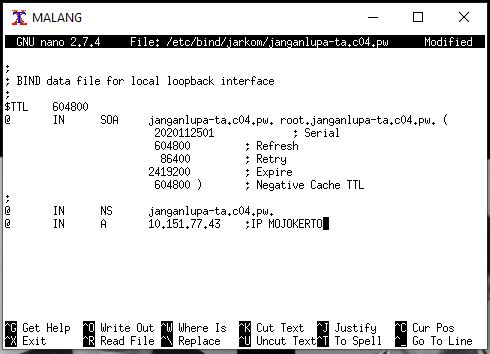 MALANG
GNU nano 2.7.4 File: /etc/bind/jarkom/janganlupa-ta.c04.pw Modified
;
; BIND data file for local loopback interface
;
$TTL 604800
@ IN SOA janganlupa-ta.c04.pw. root.janganlupa-ta.c04.pw. (
2020112501 ; Serial
604800 ; Refresh
86400 ; Retry
2419200 ; Expire
604800 ) ; Negative Cache TTL
;
@ IN NS janganlupa-ta.c04.pw.
@ IN A 10.151.77.43 ;IP MOJOKERTO
^G Get Help ^O Write Out ^W Where Is ^K Cut Text ^J Justify ^C Cur Pos
^X Exit ^R Read File ^\ Replace ^U Uncut Text ^T To Spell ^_ Go To Line